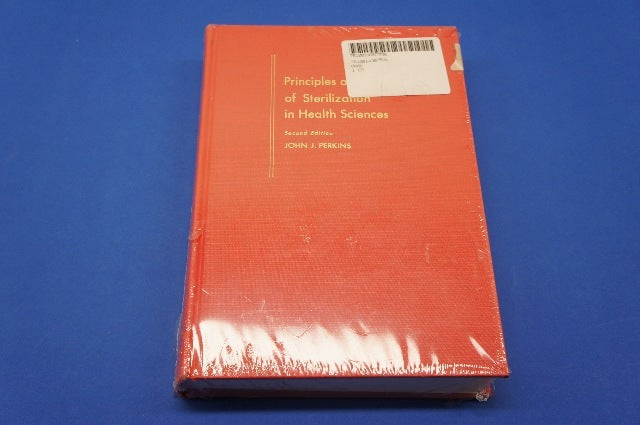 Principles a
of Sterilization
in Health Sciences
Second Edition
JOHN J. PERKINS